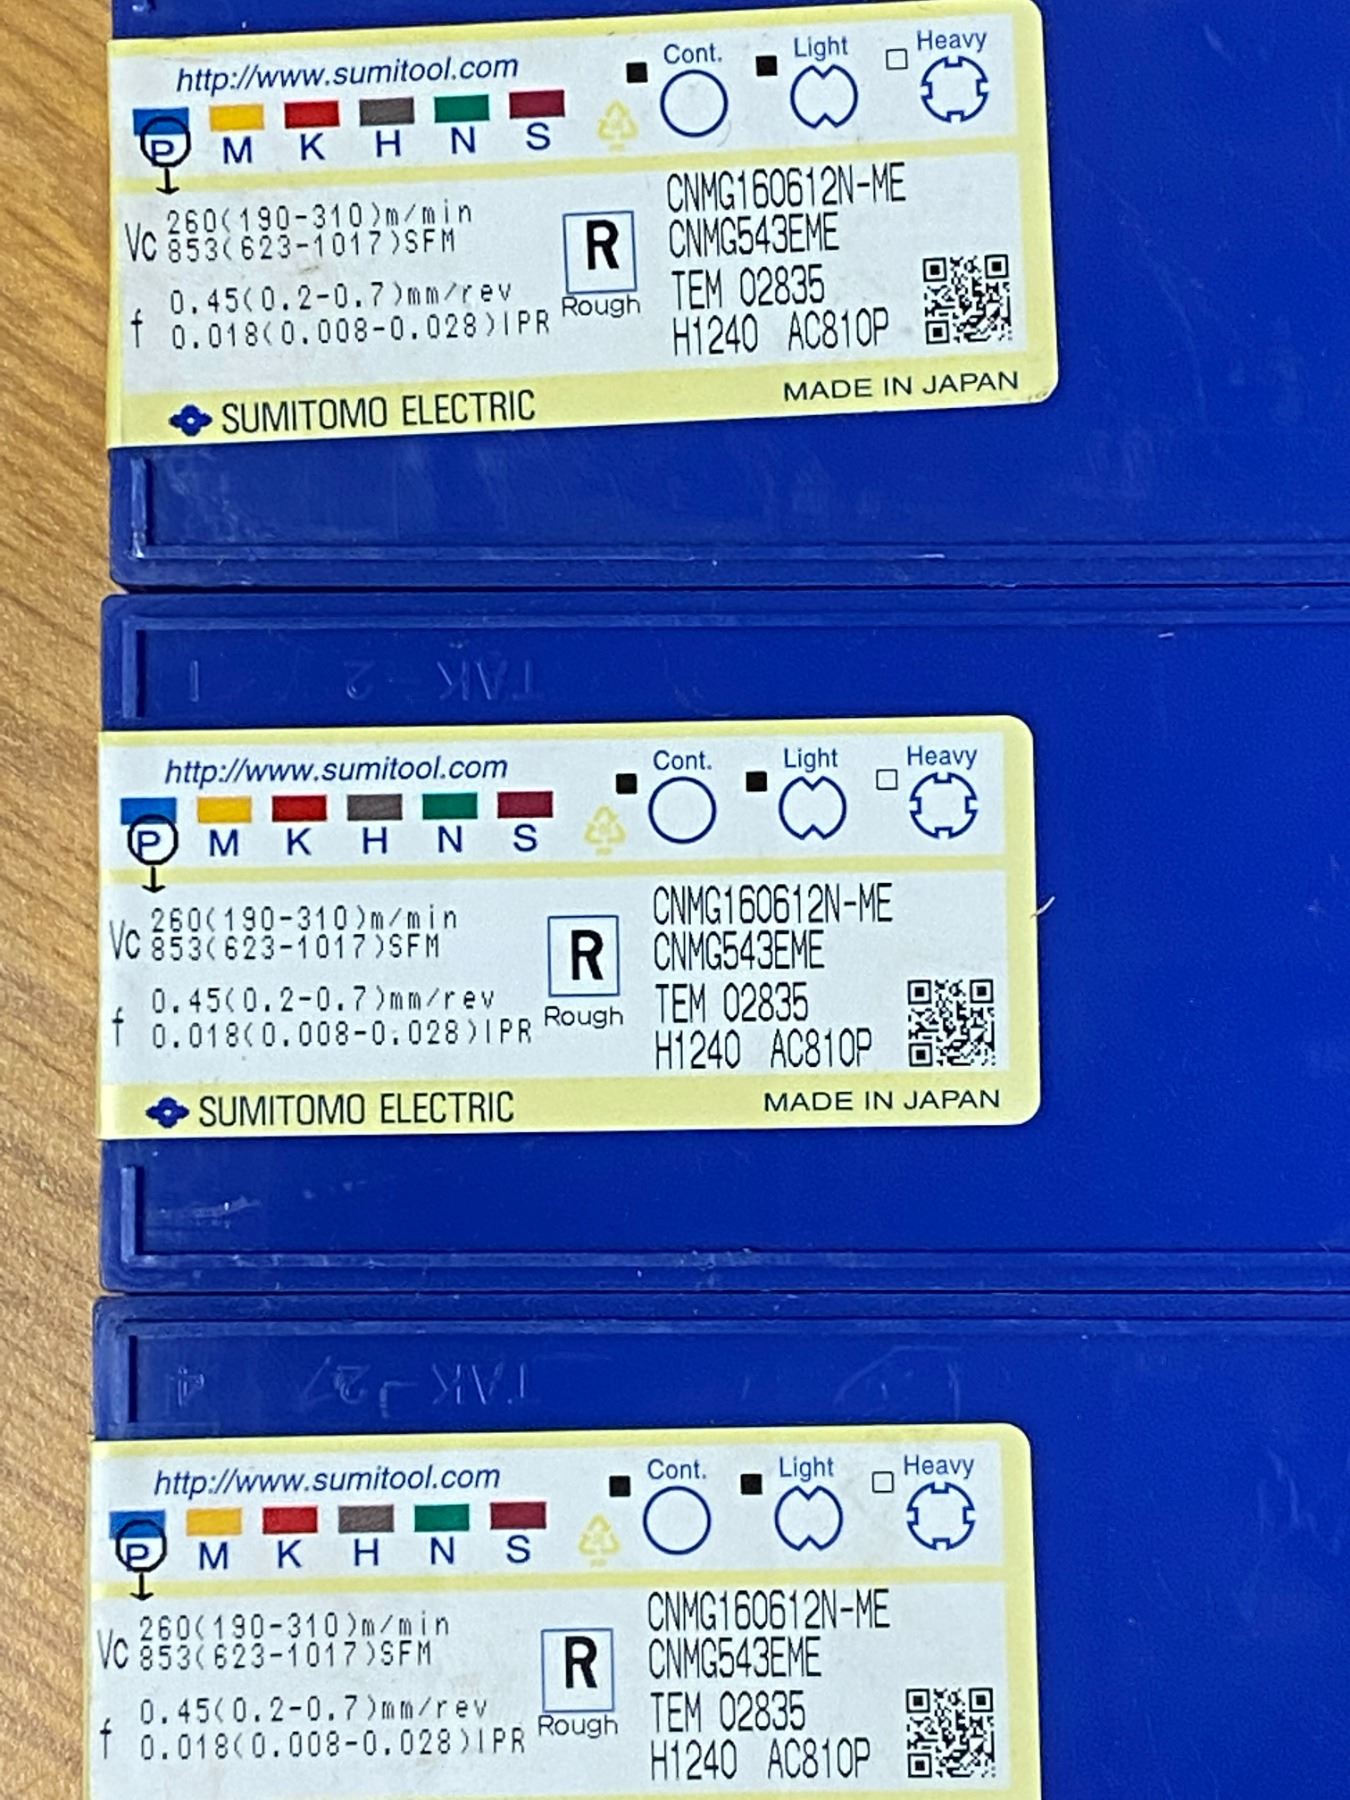 http://www.sumitool.com
Cont. Light Heavy
P M K H N S
Vc 260(190-310)m/min
853(623-1017)SFM
f 0.45(0.2-0.7)mm/rev
0.018(0.008-0.028)IPR
R
Rough
CNMG160612N-ME
CNMG543EME
TEM 02835
H1240 AC810P
SUMITOMO ELECTRIC
MADE IN JAPAN
1 TAK-2
http://www.sumitool.com
Cont. Light Heavy
P M K H N S
Vc 260(190-310)m/min
853(623-1017)SFM
f 0.45(0.2-0.7)mm/rev
0.018(0.008-0.028)IPR
R
Rough
CNMG160612N-ME
CNMG543EME
TEM 02835
H1240 AC810P
SUMITOMO ELECTRIC
MADE IN JAPAN
4 TAK-2
http://www.sumitool.com
Cont. Light Heavy
P M K H N S
Vc 260(190-310)m/min
853(623-1017)SFM
f 0.45(0.2-0.7)mm/rev
0.018(0.008-0.028)IPR
R
Rough
CNMG160612N-ME
CNMG543EME
TEM 02835
H1240 AC810P